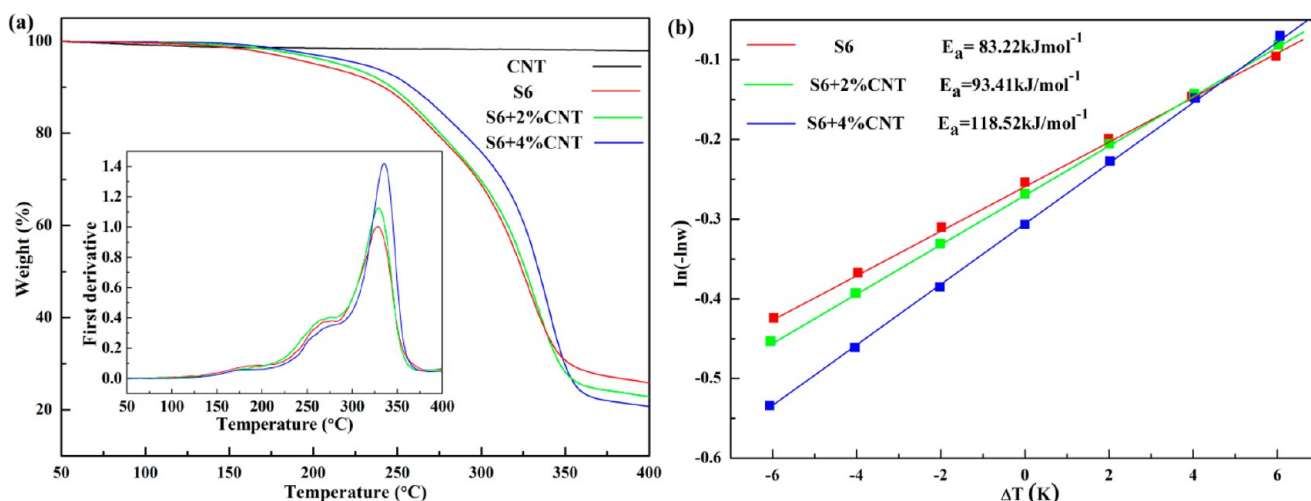 (a)
100
80
60
40
20
Weight (%)
CNT
S6
S6+2%CNT
S6+4%CNT
1.4
1.2
1.0
0.8
0.6
0.4
0.2
0.0
First derivative
50 100 150 200 250 300 350 400
Temperature (°C)
50 100 150 200 250 300 350 400
Temperature (°C)
(b)
S6 Ea= 83.22kJmol-1
S6+2%CNT Ea=93.41kJ/mol-1
S6+4%CNT Ea=118.52kJ/mol-1
-0.1
-0.2
-0.3
-0.4
-0.5
-0.6
In(-lnw)
-6 -4 -2 0 2 4 6
ΔT (K)